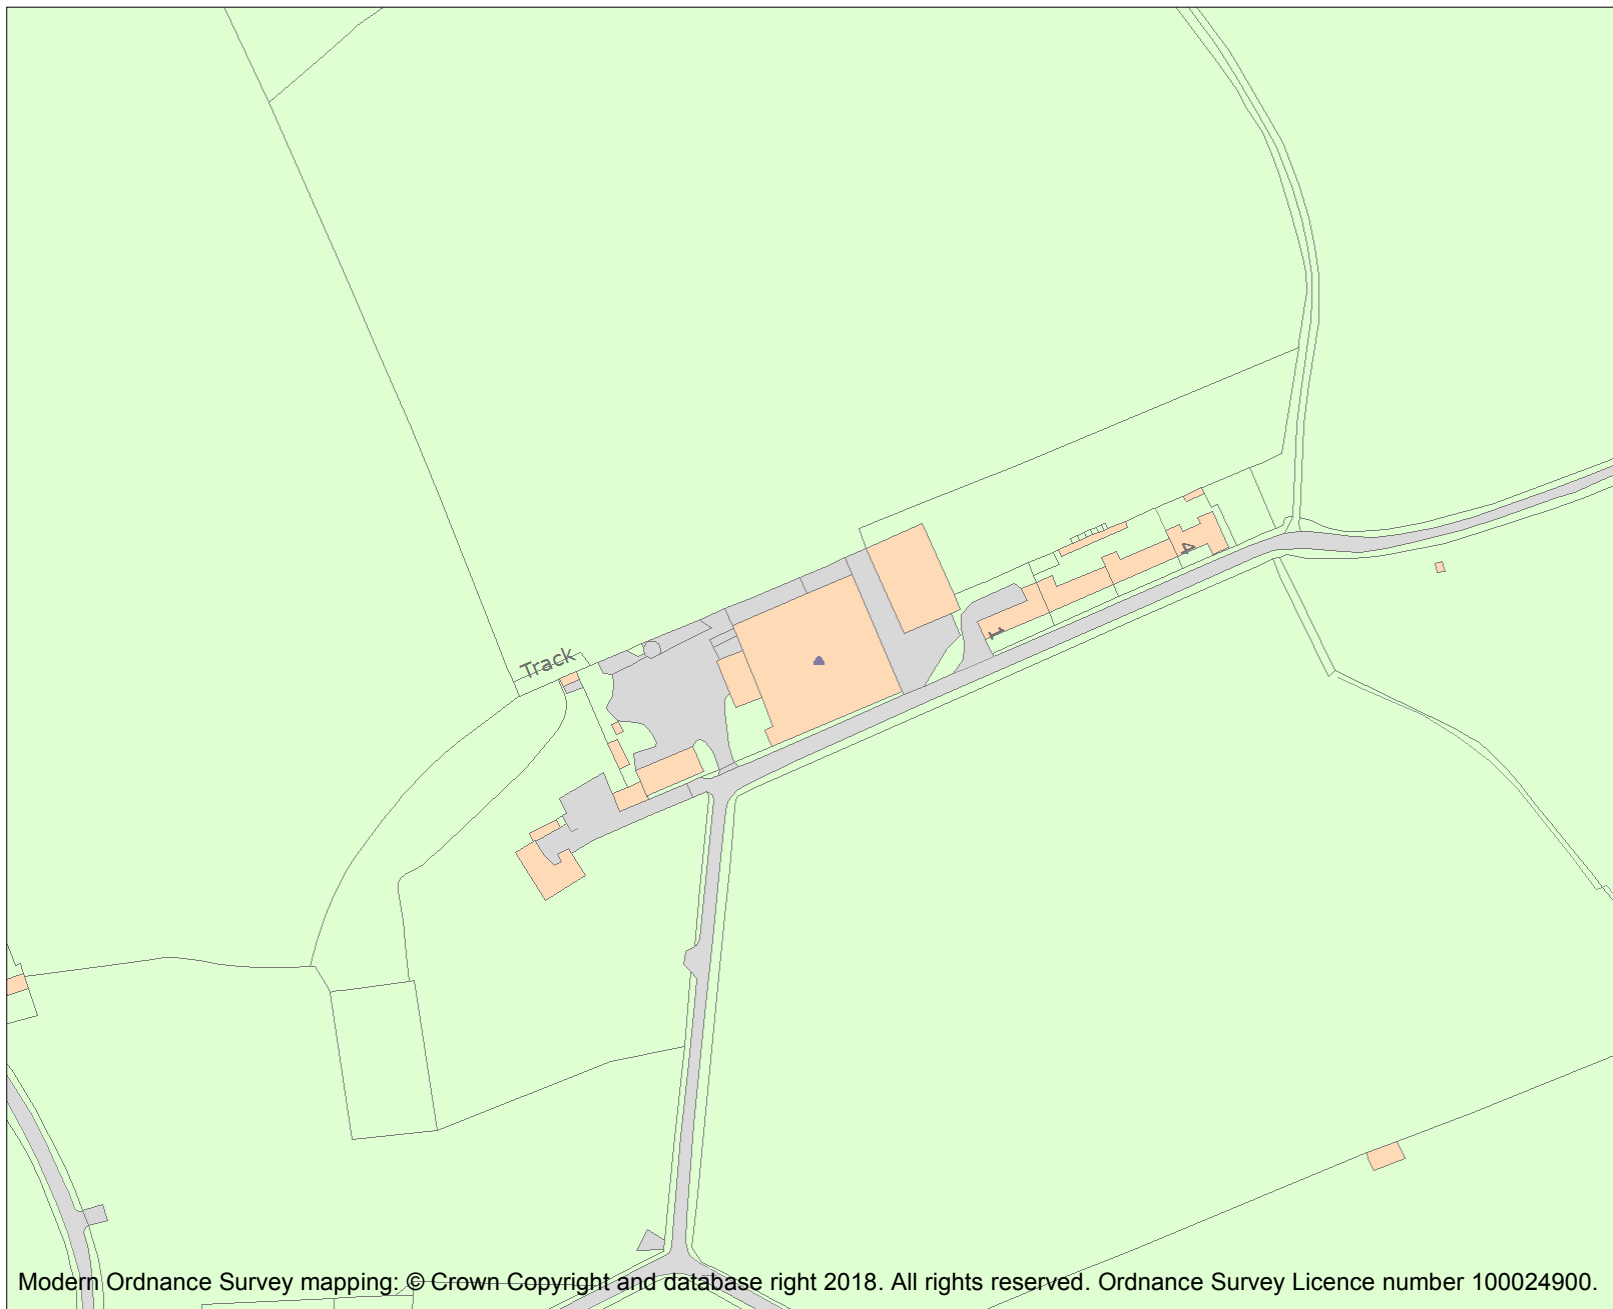 4
1
Track
Modern Ordnance Survey mapping: © Crown Copyright and database right 2018. All rights reserved. Ordnance Survey Licence number 100024900.